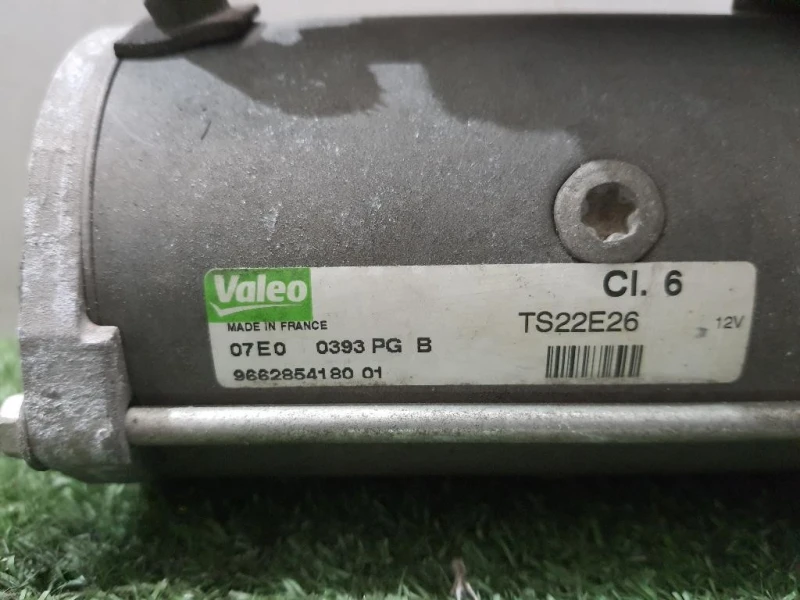 Valeo
Cl. 6
MADE IN FRANCE
TS22E26
12V
07E0 0393 PG B
9662854180 01